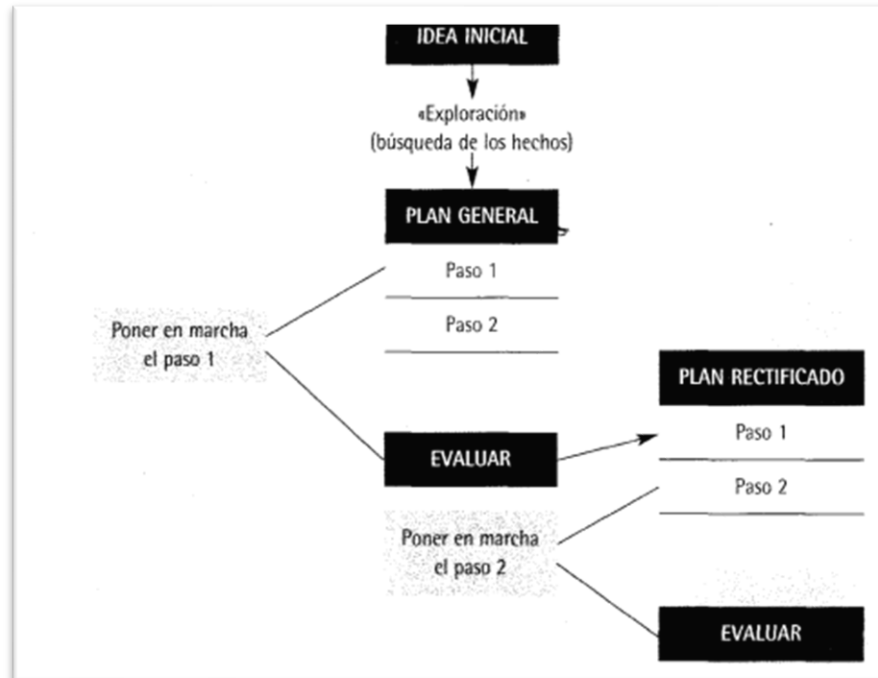 IDEA INICIAL
«Exploración»
(búsqueda de los hechos)
PLAN GENERAL
Paso 1
Paso 2
Poner en marcha
el paso 1
EVALUAR
PLAN RECTIFICADO
Paso 1
Paso 2
Poner en marcha
el paso 2
EVALUAR